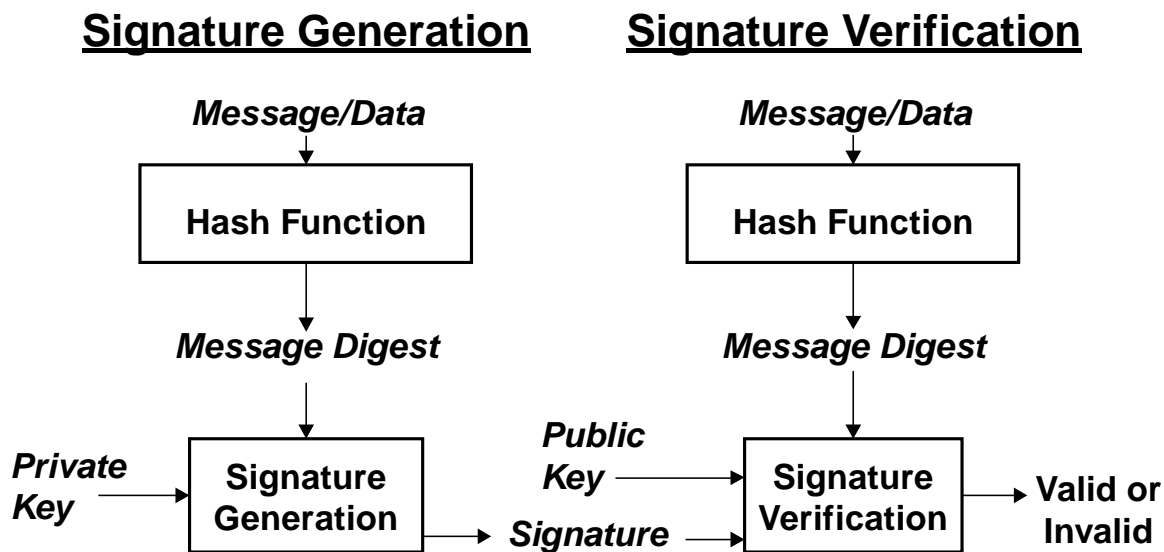 Signature Generation
Message/Data
Hash Function
Message Digest
Private
Key
Signature
Generation
Signature Verification
Message/Data
Hash Function
Message Digest
Public
Key
Signature
Signature
Verification
Valid or
Invalid